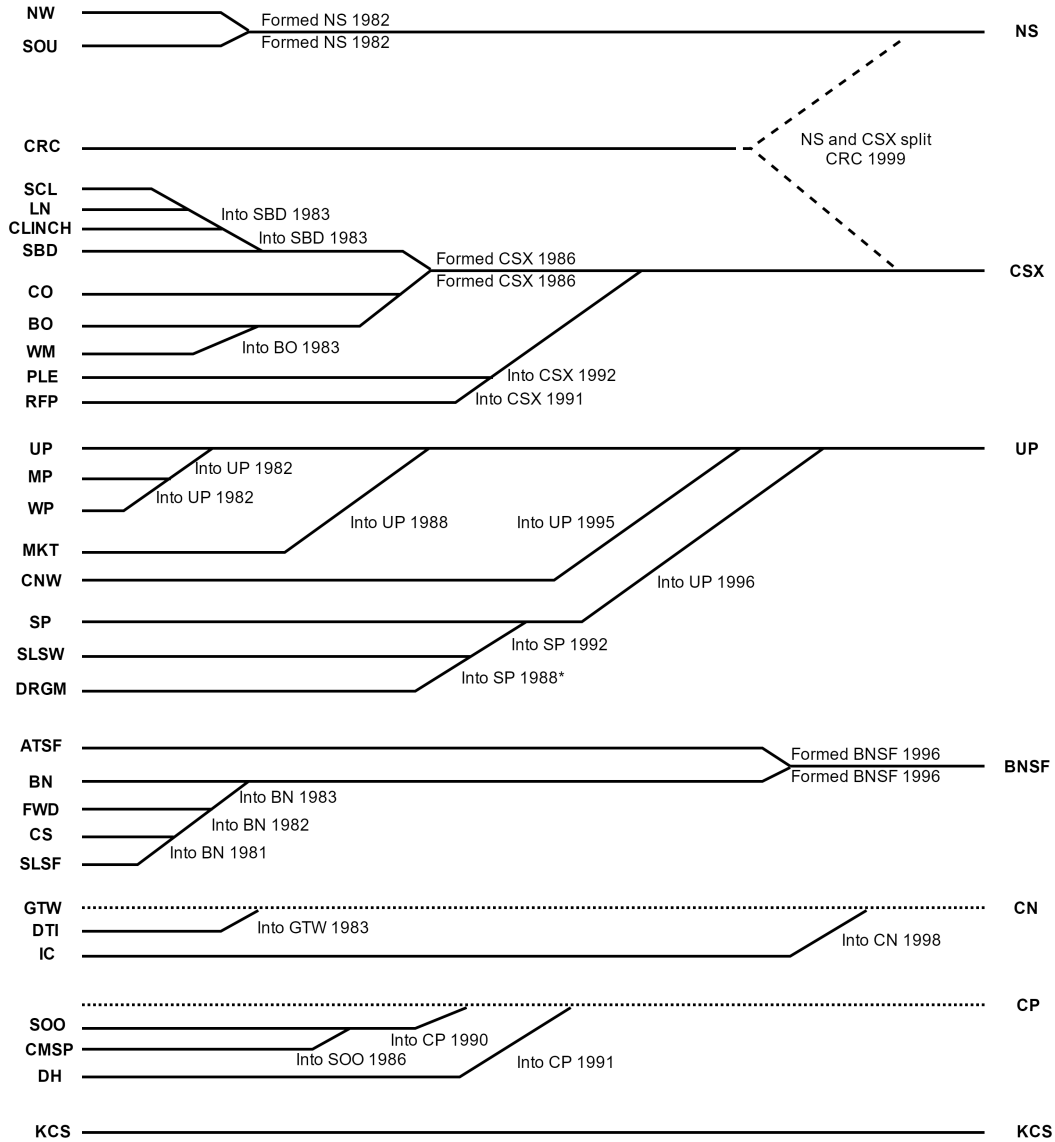 NW
Formed NS 1982
NS
SOU
Formed NS 1982
CRC
NS and CSX split
CRC 1999
SCL
LN
Into SBD 1983
CLINCH
Into SBD 1983
SBD
Formed CSX 1986
CSX
Formed CSX 1986
CO
BO
Into BO 1983
WM
PLE
Into CSX 1992
RFP
Into CSX 1991
UP
UP
Into UP 1982
MP
Into UP 1982
WP
Into UP 1988
Into UP 1995
MKT
CNW
Into UP 1996
SP
Into SP 1992
SLSW
Into SP 1988*
DRGM
ATSF
Formed BNSF 1996
BNSF
Formed BNSF 1996
BN
Into BN 1983
FWD
Into BN 1982
CS
Into BN 1981
SLSF
GTW
CN
DTI
Into GTW 1983
IC
Into CN 1998
CP
SOO
Into CP 1990
CMSP
Into SOO 1986
Into CP 1991
DH
KCS
KCS